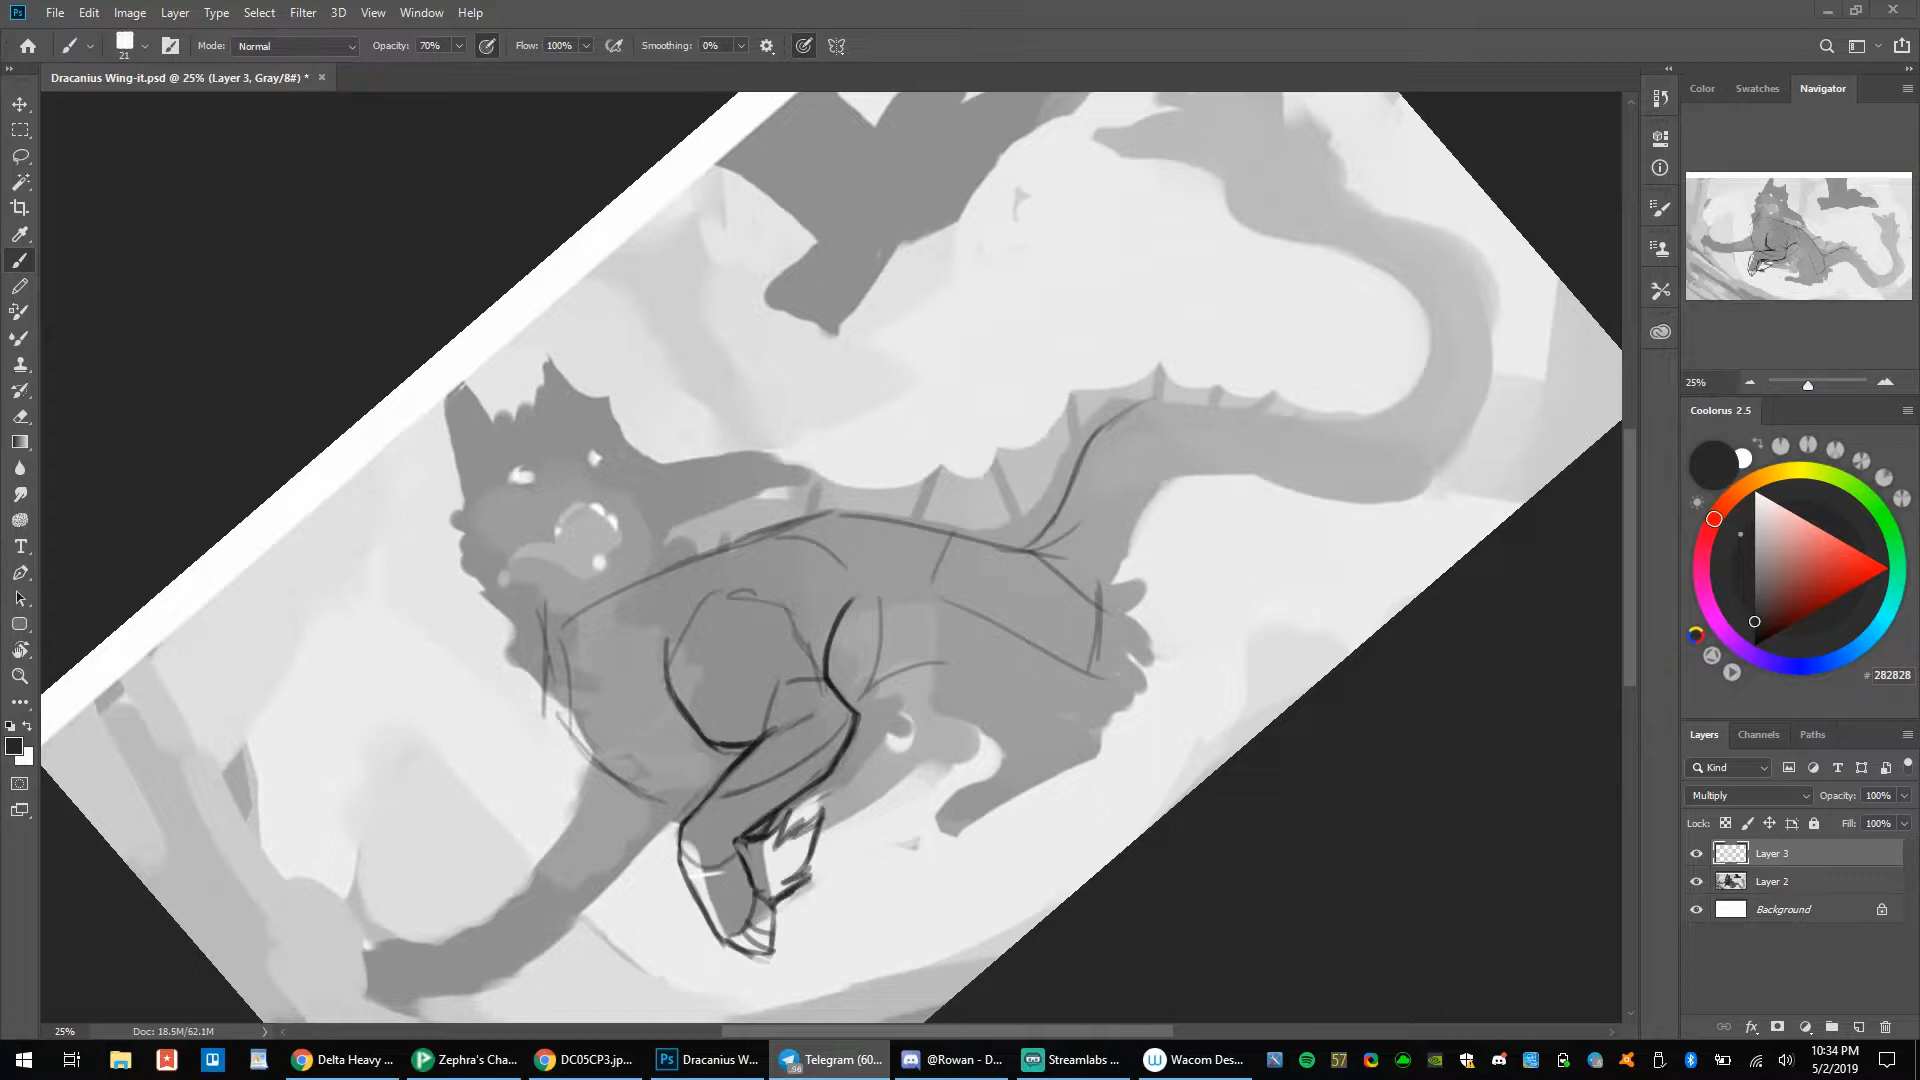 Ps File Edit Image Layer Type Select Filter 3D View Window Help
21 Mode: Normal Opacity: 70% Flow: 100% Smoothing: 0%
Dracanius Wing-it.psd @ 25% (Layer 3, Gray/8#) * ×
Color Swatches Navigator
25%
Coolorus 2.5
# 282828
Layers Channels Paths
Kind
Multiply Opacity: 100%
Lock: Fill: 100%
Layer 3
Layer 2
Background
25% Doc: 18.5M/62.1M
Delta Heavy ... Zephra's Cha... DC05CP3.jp... Ps Dracanius W... Telegram (60... @Rowan - D... Streamlabs ... Wacom Des... 57
10:34 PM
5/2/2019